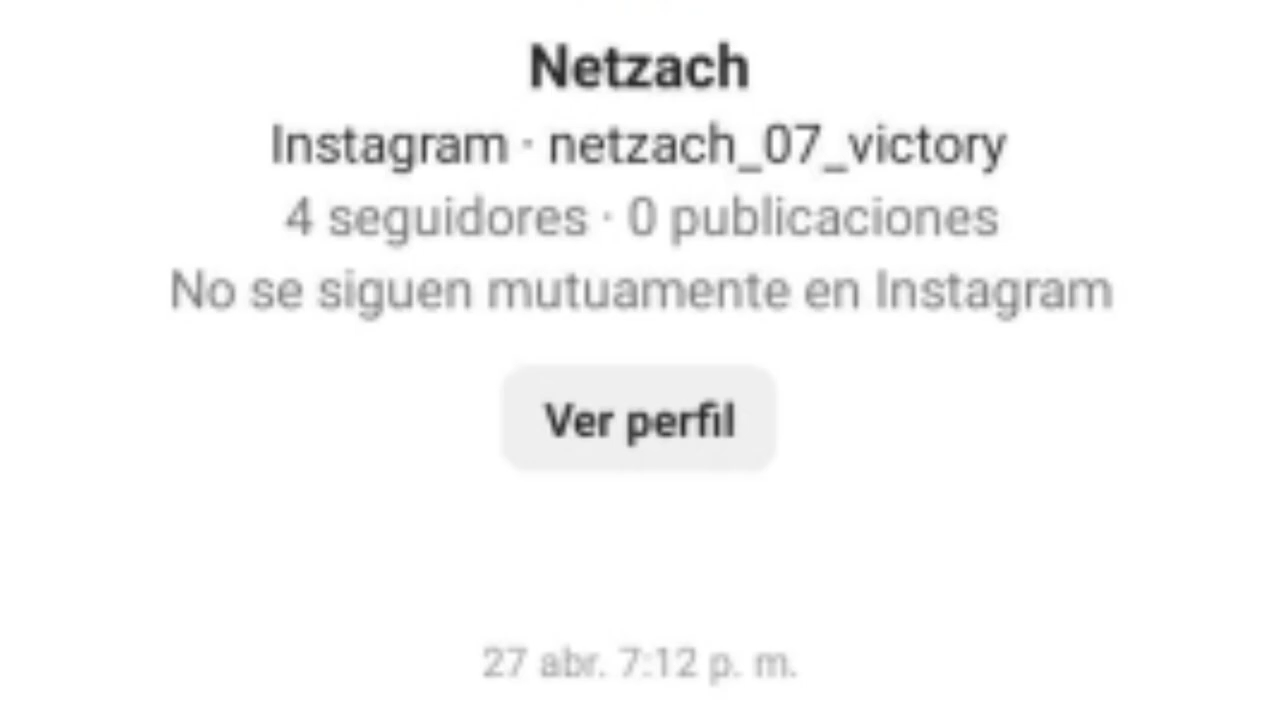 Netzach
Instagram · netzach_07_victory
4 seguidores · 0 publicaciones
No se siguen mutuamente en Instagram
Ver perfil
27 abr. 7:12 p. m.